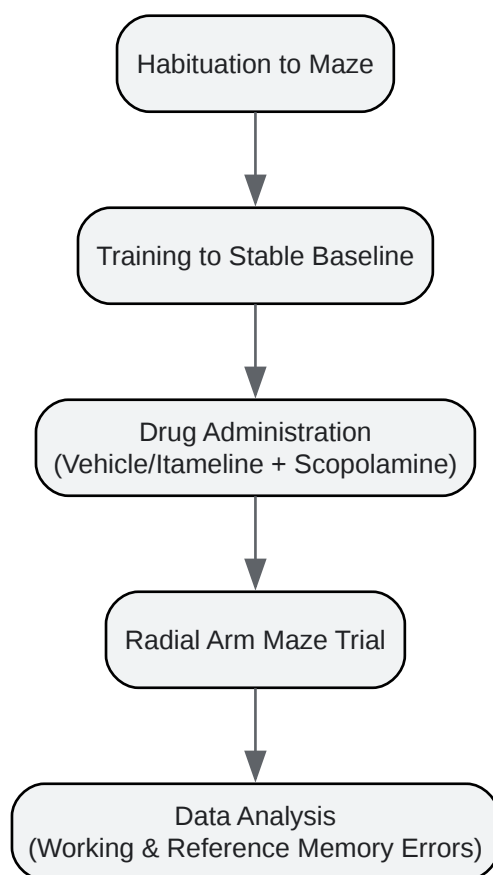 Habituation to Maze
Training to Stable Baseline
Drug Administration
(Vehicle/Itameline + Scopolamine)
Radial Arm Maze Trial
Data Analysis
(Working & Reference Memory Errors)